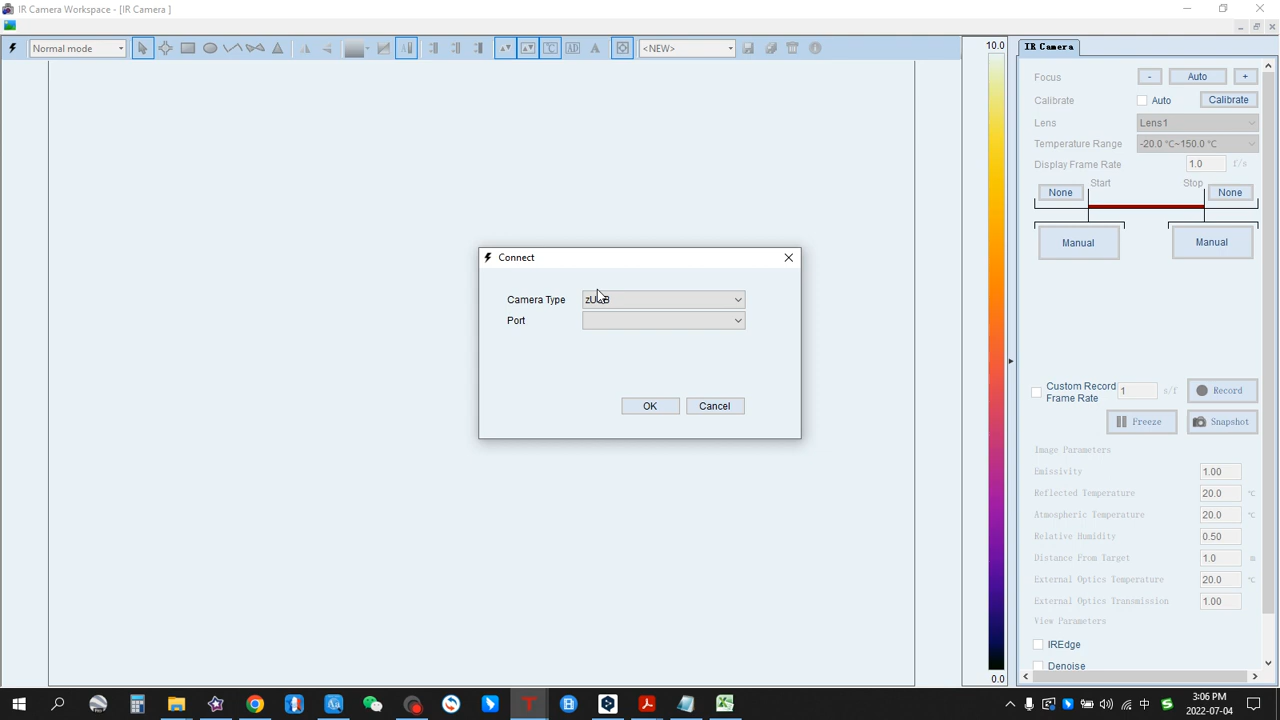 IR Camera Workspace - [IR Camera ]
Normal mode
<NEW>
10.0
0.0
IR Camera
Focus - Auto +
Calibrate Auto Calibrate
Lens Lens1
Temperature Range -20.0 ℃~150.0 ℃
Display Frame Rate 1.0 f/s
Start Stop
None None
Manual Manual
Connect
Camera Type
Port
OK Cancel
Custom Record Frame Rate 1 s/f Record
Freeze Snapshot
Image Parameters
Emissivity 1.00
Reflected Temperature 20.0 ℃
Atmospheric Temperature 20.0 ℃
Relative Humidity 0.50
Distance From Target 1.0 m
External Optics Temperature 20.0 ℃
External Optics Transmission 1.00
View Parameters
IREdge
Denoise
中
3:06 PM
2022-07-04